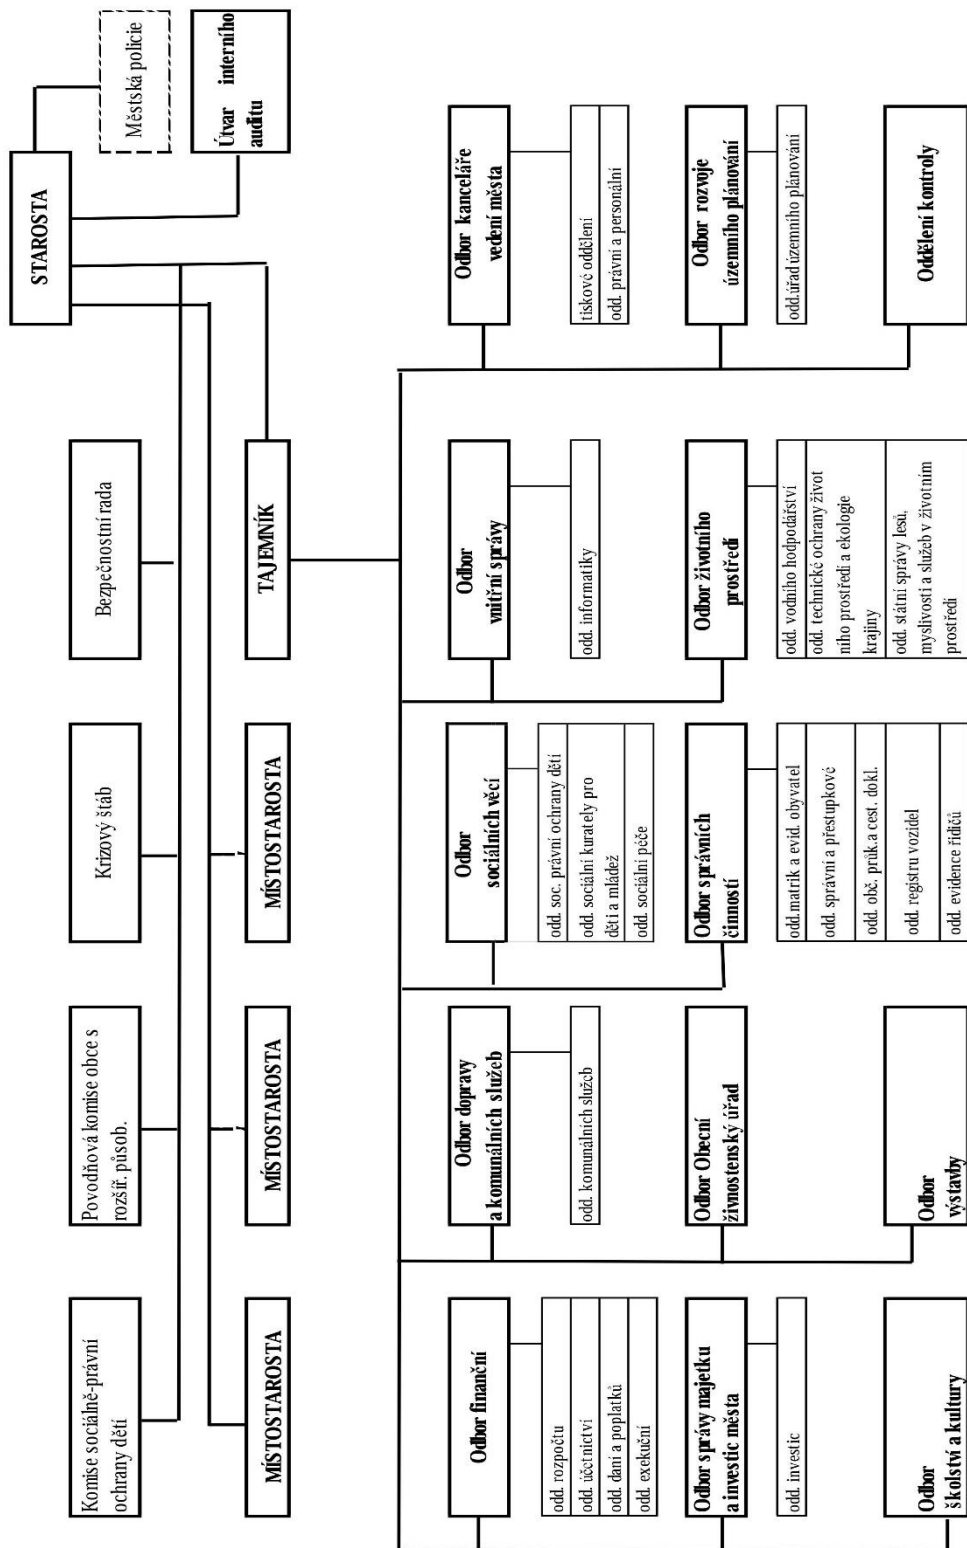 STAROSTA
Městská policie
Útvar interního
auditu
Komise sociálně-právní
ochrany dětí
Povodňová komise obce s
rozšíř. působ.
Krizový štáb
Bezpečnostní rada
MÍSTOSTAROSTA
MÍSTOSTAROSTA
MÍSTOSTAROSTA
TAJEMNÍK
Odbor finanční
odd. rozpočtu
odd. účetnictví
odd. daní a poplatků
odd. exekuční
Odbor dopravy
a komunálních služeb
odd. komunálních služeb
Odbor
sociálních věcí
odd. soc. právní ochrany dětí
odd. sociální kurately pro
děti a mládež
odd. sociální péče
Odbor
vnitřní správy
odd. informatiky
Odbor kanceláře
vedení města
tiskové oddělení
odd. právní a personální
Odbor správy majetku
a investic města
odd. investic
Odbor Obecní
živnostenský úřad
Odbor správních
činností
odd.matrik a evid. obyvatel
odd. správní a přestupkové
odd. obč. průk.a cest. dokl.
odd. registru vozidel
odd. evidence řidičů
Odbor životního
prostředí
odd. vodního hodpodářství
odd. technické ochrany život
ního prostředí a ekologie
krajiny
odd. státní správy lesů,
myslivosti a služeb v životním
prostředí
Odbor rozvoje
územního plánování
odd.úřad územního plánování
Odbor
školství a kultury
Odbor
výstavby
Oddělení kontroly